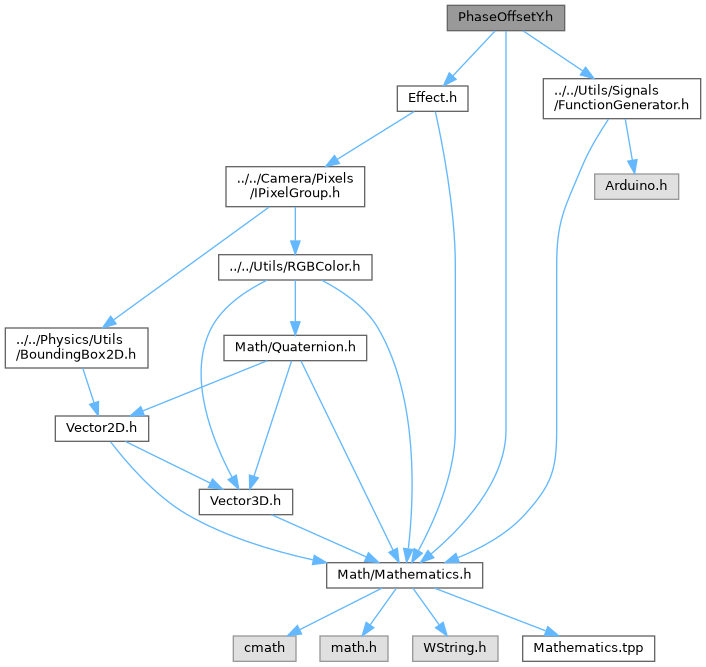 PhaseOffsetY.h
Effect.h
../../Utils/Signals
/FunctionGenerator.h
../../Camera/Pixels
/IPixelGroup.h
Arduino.h
../../Utils/RGBColor.h
../../Physics/Utils
/BoundingBox2D.h
Math/Quaternion.h
Vector2D.h
Vector3D.h
Math/Mathematics.h
cmath
math.h
WString.h
Mathematics.tpp